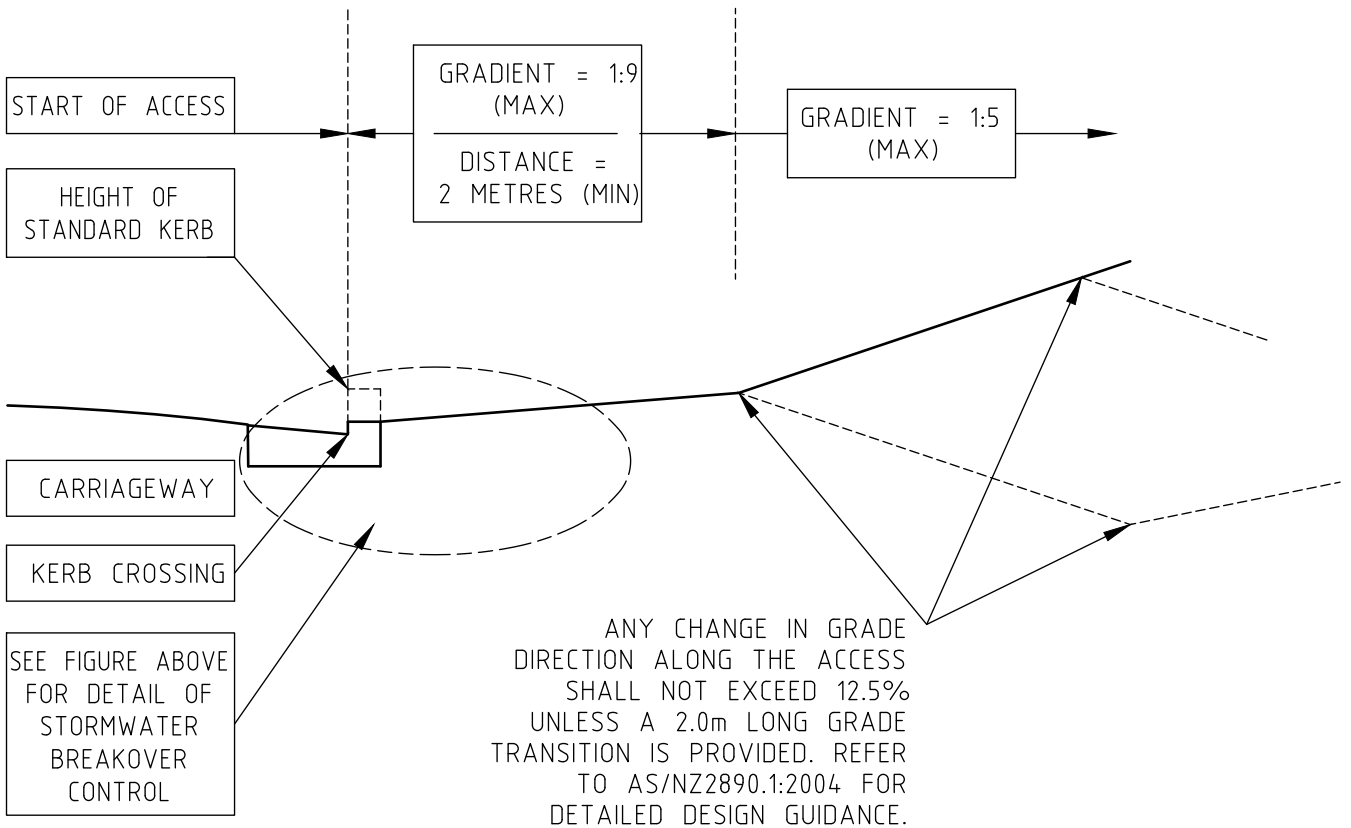 START OF ACCESS
GRADIENT = 1:9
(MAX)
DISTANCE =
2 METRES (MIN)
GRADIENT = 1:5
(MAX)
HEIGHT OF
STANDARD KERB
CARRIAGEWAY
KERB CROSSING
SEE FIGURE ABOVE
FOR DETAIL OF
STORMWATER
BREAKOVER
CONTROL
ANY CHANGE IN GRADE
DIRECTION ALONG THE ACCESS
SHALL NOT EXCEED 12.5%
UNLESS A 2.0m LONG GRADE
TRANSITION IS PROVIDED. REFER
TO AS/NZ2890.1:2004 FOR
DETAILED DESIGN GUIDANCE.